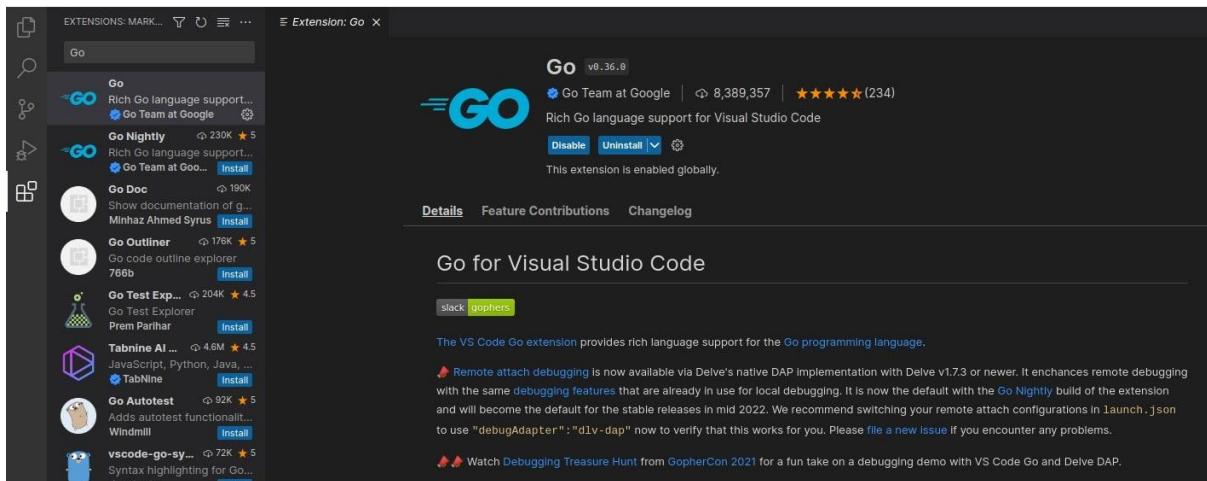 EXTENSIONS: MARK...
Go
Go
Rich Go language support...
Go Team at Google
Go Nightly 230K ★ 5
Rich Go language support...
Go Team at Goo... Install
Go Doc 190K
Show documentation of g...
Minhaz Ahmed Syrus Install
Go Outliner 176K ★ 5
Go code outline explorer
766b Install
Go Test Exp... 204K ★ 4.5
Go Test Explorer
Prem Parihar Install
Tabnine AI ... 4.6M ★ 4.5
JavaScript, Python, Java, ...
TabNine Install
Go Autotest 92K ★ 5
Adds autotest functionalit...
Windmill Install
vscode-go-sy... 72K ★ 5
Syntax highlighting for Go...
Extension: Go
GO
Go v0.36.0
Go Team at Google | 8,389,357 | ★★★★★(234)
Rich Go language support for Visual Studio Code
Disable Uninstall
This extension is enabled globally.
Details Feature Contributions Changelog
Go for Visual Studio Code
slack gophers
The VS Code Go extension provides rich language support for the Go programming language.
Remote attach debugging is now available via Delve's native DAP implementation with Delve v1.7.3 or newer. It enchances remote debugging
with the same debugging features that are already in use for local debugging. It is now the default with the Go Nightly build of the extension
and will become the default for the stable releases in mid 2022. We recommend switching your remote attach configurations in launch.json
to use "debugAdapter":"dlv-dap" now to verify that this works for you. Please file a new issue if you encounter any problems.
Watch Debugging Treasure Hunt from GopherCon 2021 for a fun take on a debugging demo with VS Code Go and Delve DAP.